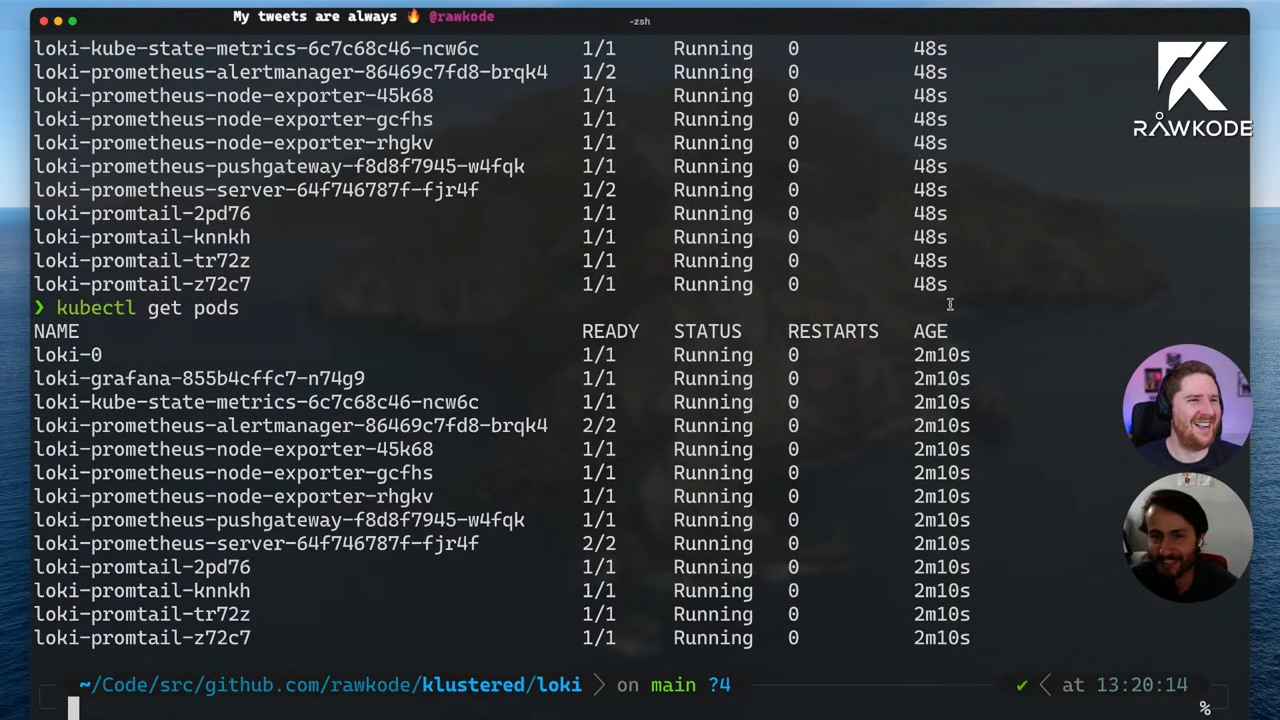 My tweets are always 🔥 @rawkode
-zsh
loki-kube-state-metrics-6c7c68c46-ncw6c 1/1 Running 0 48s
loki-prometheus-alertmanager-86469c7fd8-brqk4 1/2 Running 0 48s
loki-prometheus-node-exporter-45k68 1/1 Running 0 48s
loki-prometheus-node-exporter-gcfhs 1/1 Running 0 48s
loki-prometheus-node-exporter-rhgkv 1/1 Running 0 48s
loki-prometheus-pushgateway-f8d8f7945-w4fqk 1/1 Running 0 48s
loki-prometheus-server-64f746787f-fjr4f 1/2 Running 0 48s
loki-promtail-2pd76 1/1 Running 0 48s
loki-promtail-knnkh 1/1 Running 0 48s
loki-promtail-tr72z 1/1 Running 0 48s
loki-promtail-z72c7 1/1 Running 0 48s
❯ kubectl get pods
NAME READY STATUS RESTARTS AGE
loki-0 1/1 Running 0 2m10s
loki-grafana-855b4cffc7-n74g9 1/1 Running 0 2m10s
loki-kube-state-metrics-6c7c68c46-ncw6c 1/1 Running 0 2m10s
loki-prometheus-alertmanager-86469c7fd8-brqk4 2/2 Running 0 2m10s
loki-prometheus-node-exporter-45k68 1/1 Running 0 2m10s
loki-prometheus-node-exporter-gcfhs 1/1 Running 0 2m10s
loki-prometheus-node-exporter-rhgkv 1/1 Running 0 2m10s
loki-prometheus-pushgateway-f8d8f7945-w4fqk 1/1 Running 0 2m10s
loki-prometheus-server-64f746787f-fjr4f 2/2 Running 0 2m10s
loki-promtail-2pd76 1/1 Running 0 2m10s
loki-promtail-knnkh 1/1 Running 0 2m10s
loki-promtail-tr72z 1/1 Running 0 2m10s
loki-promtail-z72c7 1/1 Running 0 2m10s
~/Code/src/github.com/rawkode/klustered/loki on main ?4 ✔ at 13:20:14
%
RAWKODE